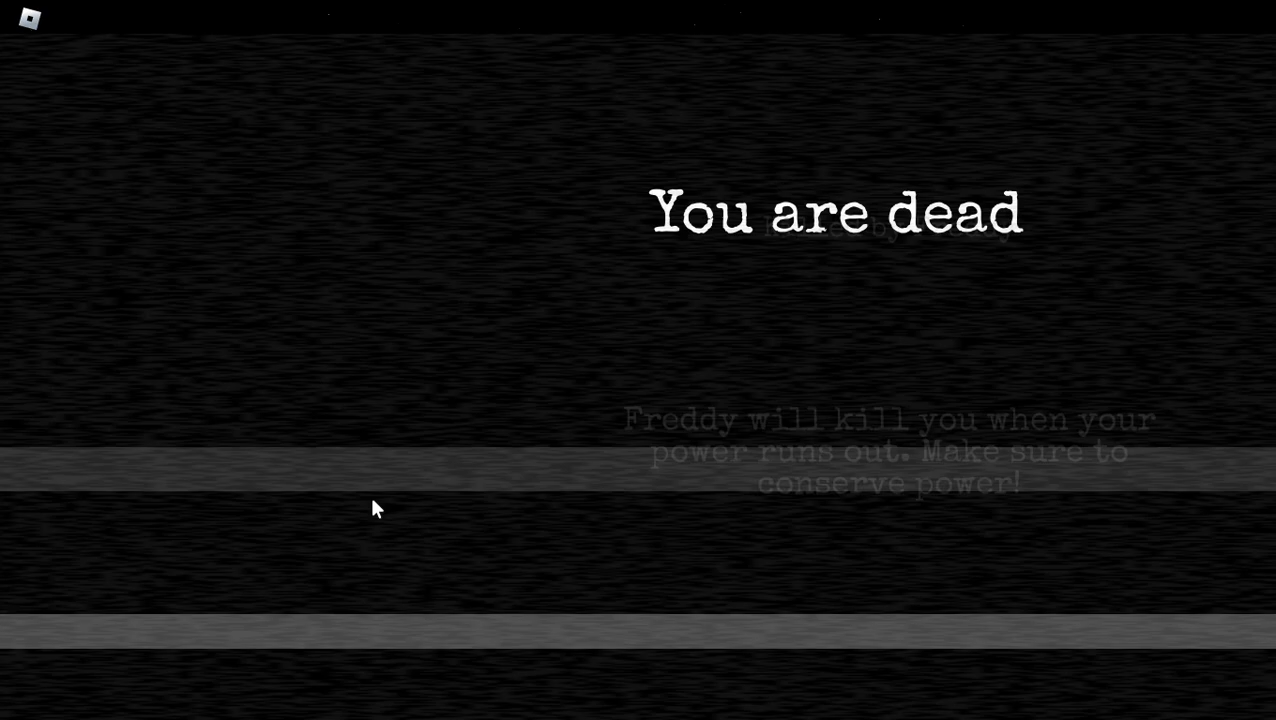 You are dead
Freddy will kill you when your
power runs out. Make sure to
conserve power!